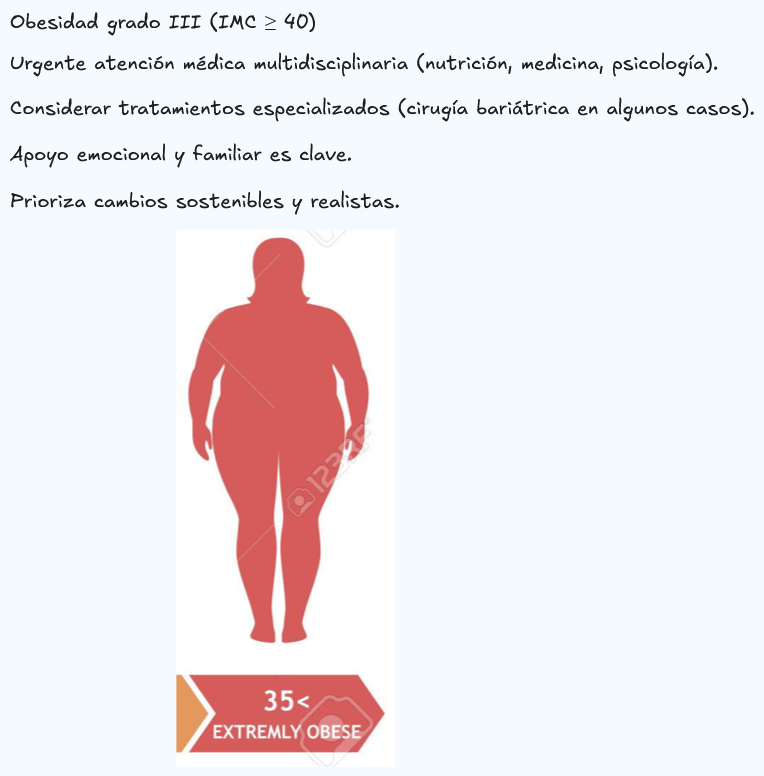 Obesidad grado III (IMC ≥ 40)
Urgente atención médica multidisciplinaria (nutrición, medicina, psicología).
Considerar tratamientos especializados (cirugía bariátrica en algunos casos).
Apoyo emocional y familiar es clave.
Prioriza cambios sostenibles y realistas.
123RF
35<
EXTREMLY OBESE